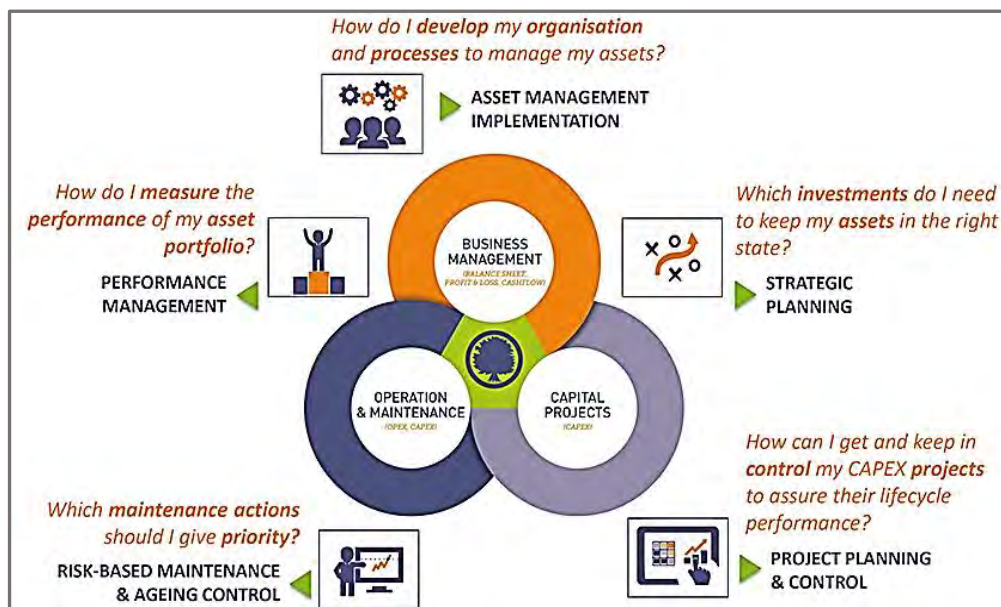 How do I develop my organisation
and processes to manage my assets?
ASSET MANAGEMENT
IMPLEMENTATION
How do I measure the
performance of my asset
portfolio?
PERFORMANCE
MANAGEMENT
Which investments do I need
to keep my assets in the right
state?
STRATEGIC
PLANNING
BUSINESS
MANAGEMENT
(BALANCE SHEET,
PROFIT & LOSS, CASHFLOW)
OPERATION
& MAINTENANCE
(OPEX, CAPEX)
CAPITAL
PROJECTS
(CAPEX)
How can I get and keep in
control my CAPEX projects
to assure their lifecycle
performance?
PROJECT PLANNING
& CONTROL
Which maintenance actions
should I give priority?
RISK-BASED MAINTENANCE
& AGEING CONTROL